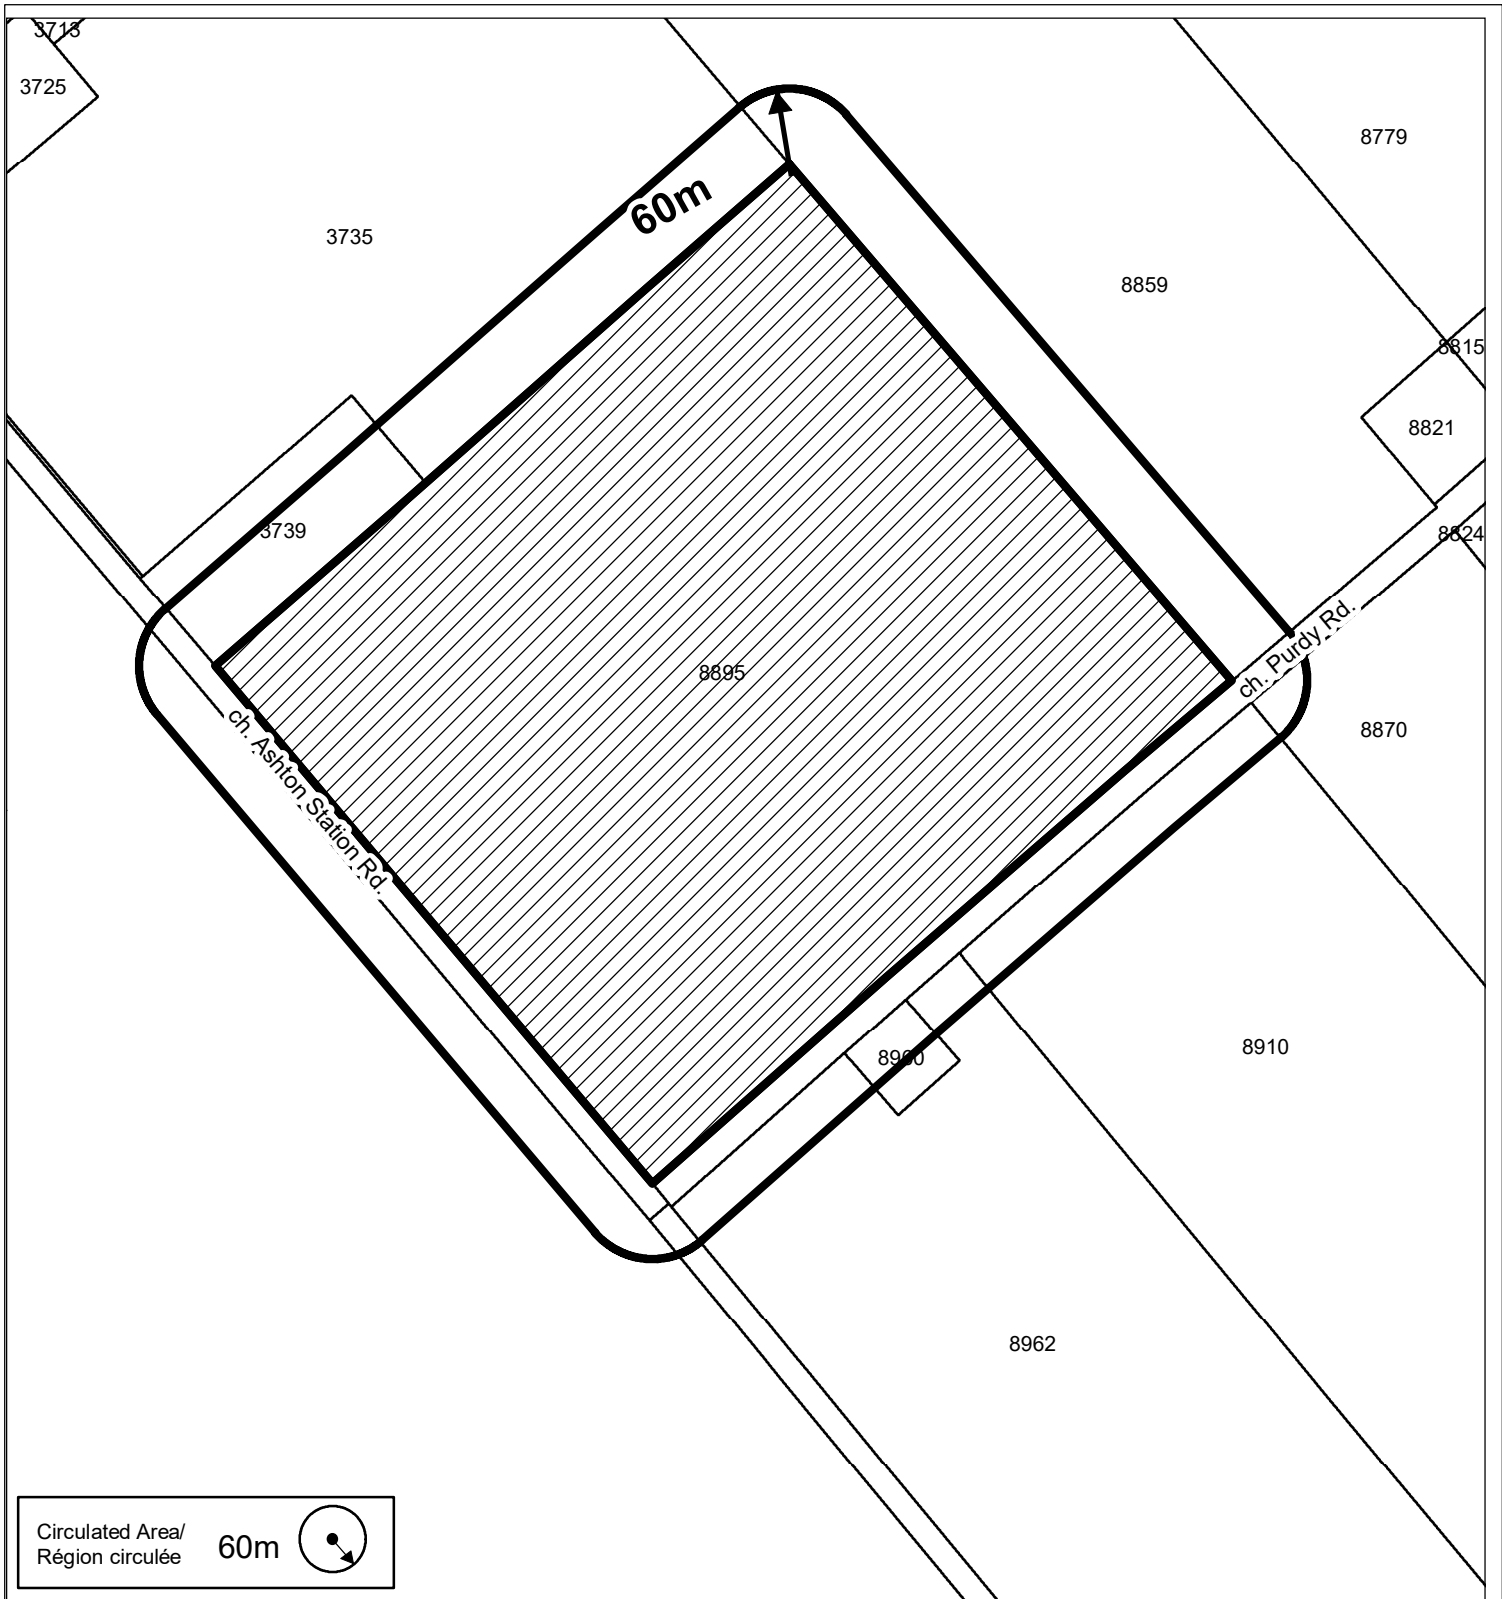 3713
3725
8779
60m
3735
8859
8815
8821
3739
8824
ch. Purdy Rd.
8895
ch. Ashton Station Rd.
8870
8960
8910
8962
Circulated Area/
Région circulée
60m